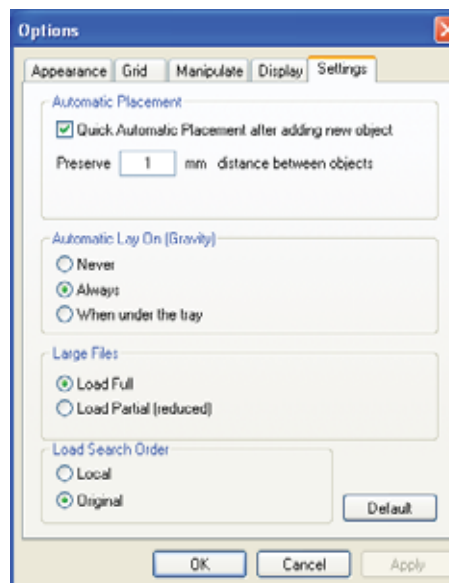 Options
Appearance Grid Manipulate Display Settings
Automatic Placement
Quick Automatic Placement after adding new object
Preserve 1 mm distance between objects
Automatic Lay On (Gravity)
Never
Always
When under the tray
Large Files
Load Full
Load Partial (reduced)
Load Search Order
Local
Original
Default
OK Cancel Apply